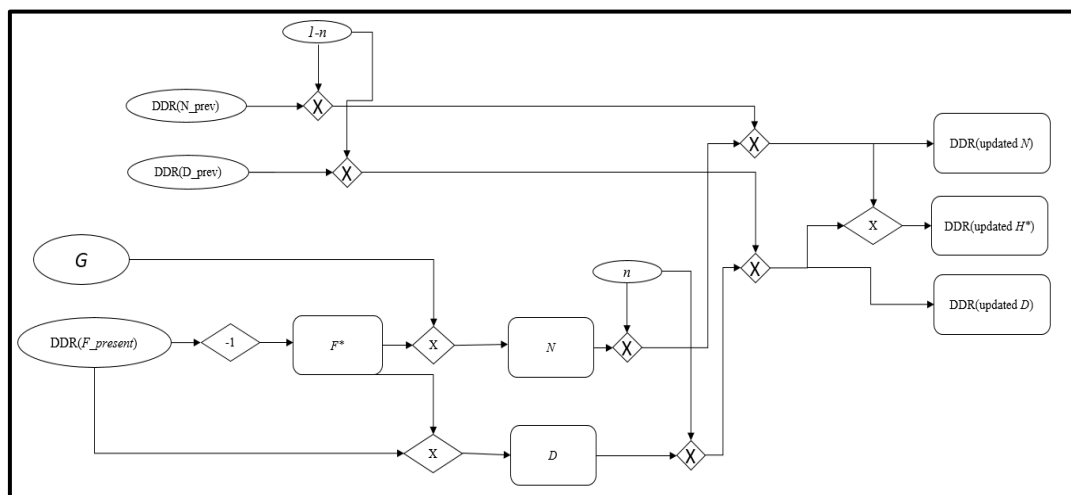 1-n
X
DDR(N_prev)
X
DDR(updated N)
DDR(D_prev)
X
X
DDR(updated H*)
G
n
X
DDR(updated D)
DDR(F_present)
-1
F*
X
N
X
X
D
X